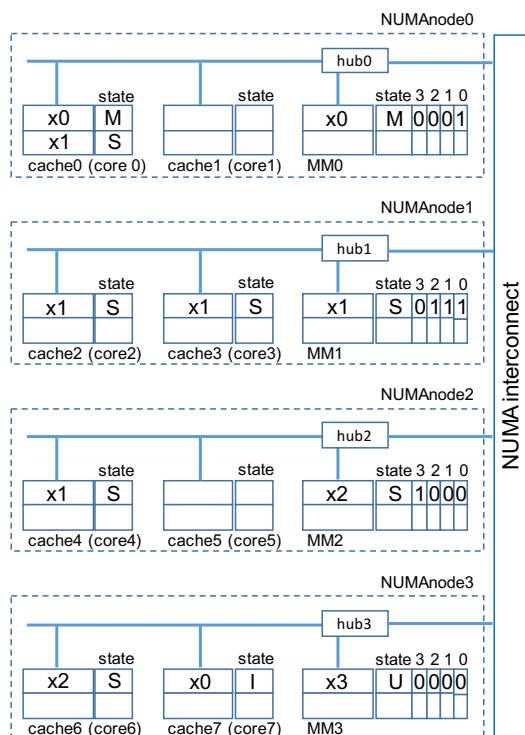 NUMAnode0
hub0
state state state 3 2 1 0
x0 M x0 M 0 0 0 1
x1 S
cache0 (core 0) cache1 (core1) MM0
NUMAnode1
hub1
state state state 3 2 1 0
x1 S x1 S x1 S 0 1 1 1
cache2 (core2) cache3 (core3) MM1
NUMAnode2
hub2
state state state 3 2 1 0
x1 S x2 S 1 0 0 0
cache4 (core4) cache5 (core5) MM2
NUMAnode3
hub3
state state state 3 2 1 0
x2 S x0 I x3 U 0 0 0 0
cache6 (core6) cache7 (core7) MM3
NUMA interconnect